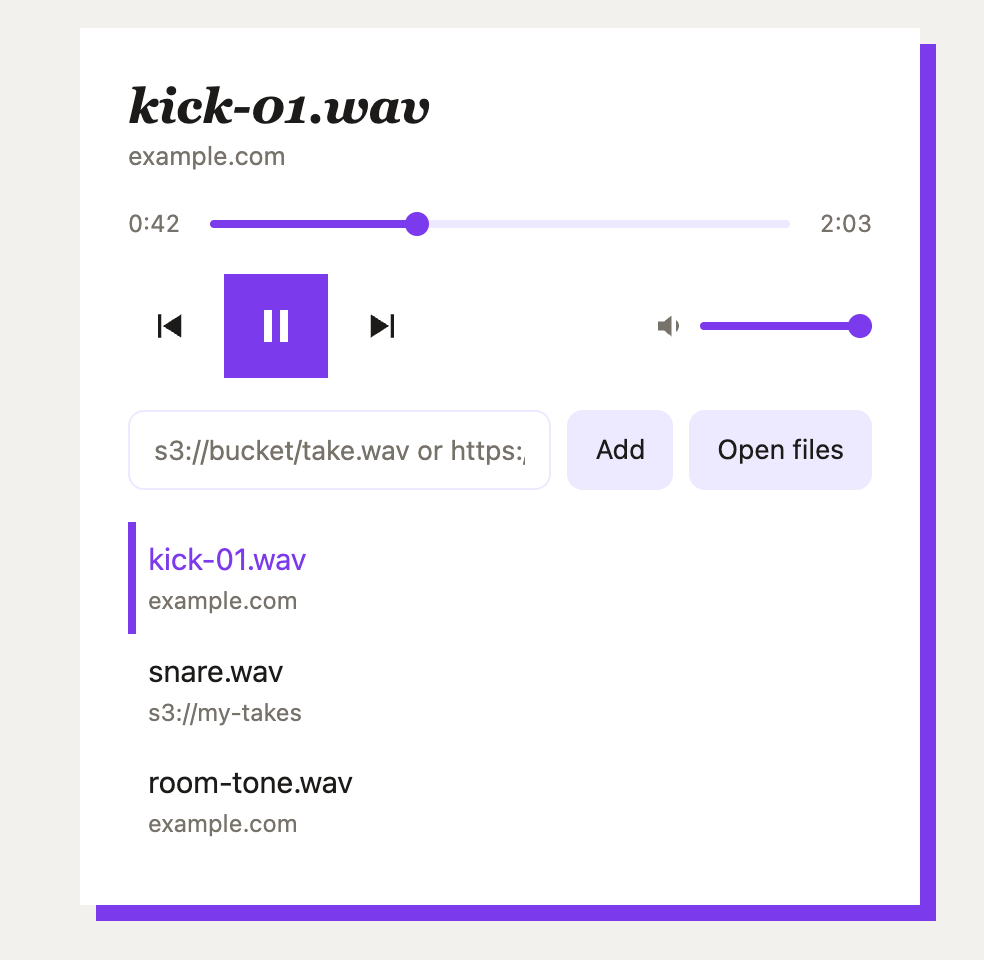 kick-01.wav
example.com
0:42 2:03
s3://bucket/take.wav or https:/ Add Open files
kick-01.wav
example.com
snare.wav
s3://my-takes
room-tone.wav
example.com